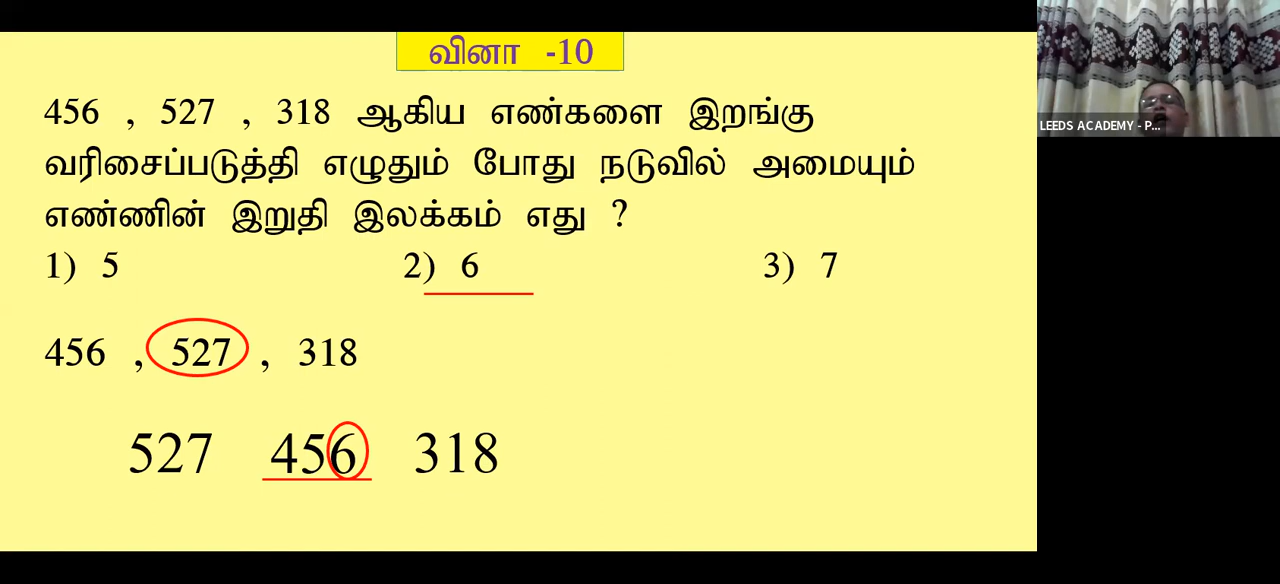 வினா -10
LEEDS ACADEMY - P...
456 , 527 , 318 ஆகிய எண்களை இறங்கு
வரிசைப்படுத்தி எழுதும் போது நடுவில் அமையும்
எண்ணின் இறுதி இலக்கம் எது ?
1) 5 2) 6 3) 7
456 , 527 , 318
527 456 318